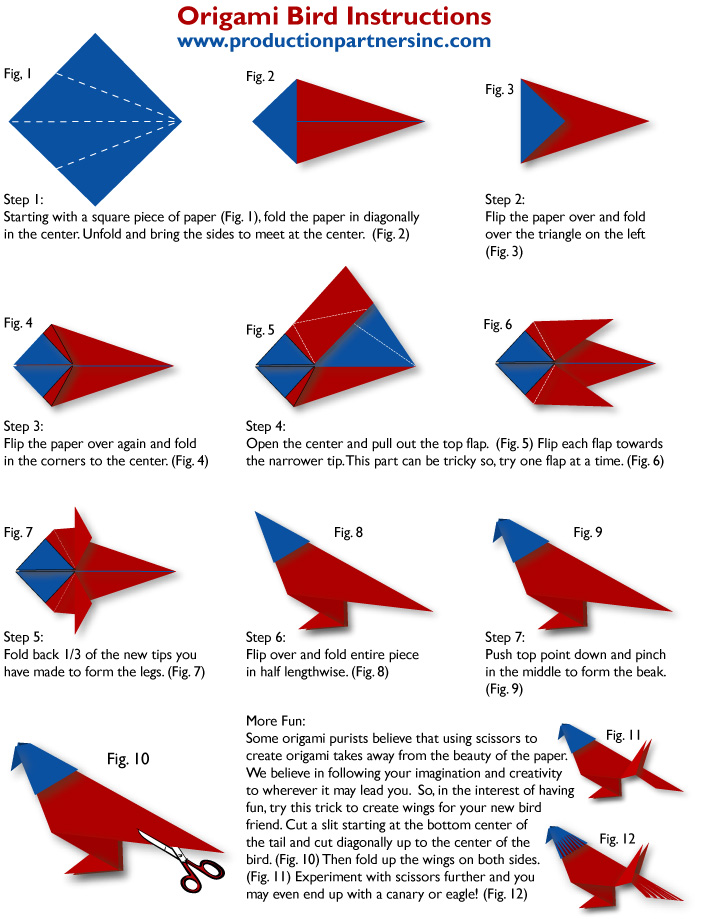 Origami Bird Instructions
www.productionpartnersinc.com
Fig, 1
Fig. 2
Fig. 3
Step 1:
Starting with a square piece of paper (Fig. 1), fold the paper in diagonally
in the center. Unfold and bring the sides to meet at the center. (Fig. 2)
Step 2:
Flip the paper over and fold
over the triangle on the left
(Fig. 3)
Fig. 4
Fig. 5
Fig. 6
Step 3:
Flip the paper over again and fold
in the corners to the center. (Fig. 4)
Step 4:
Open the center and pull out the top flap. (Fig. 5) Flip each flap towards
the narrower tip. This part can be tricky so, try one flap at a time. (Fig. 6)
Fig. 7
Fig. 8
Fig. 9
Step 5:
Fold back 1/3 of the new tips you
have made to form the legs. (Fig. 7)
Step 6:
Flip over and fold entire piece
in half lengthwise. (Fig. 8)
Step 7:
Push top point down and pinch
in the middle to form the beak.
(Fig. 9)
Fig. 10
More Fun:
Some origami purists believe that using scissors to
create origami takes away from the beauty of the paper.
We believe in following your imagination and creativity
to wherever it may lead you. So, in the interest of having
fun, try this trick to create wings for your new bird
friend. Cut a slit starting at the bottom center of
the tail and cut diagonally up to the center of the
bird. (Fig. 10) Then fold up the wings on both sides.
(Fig. 11) Experiment with scissors further and you
may even end up with a canary or eagle! (Fig. 12)
Fig. 11
Fig. 12